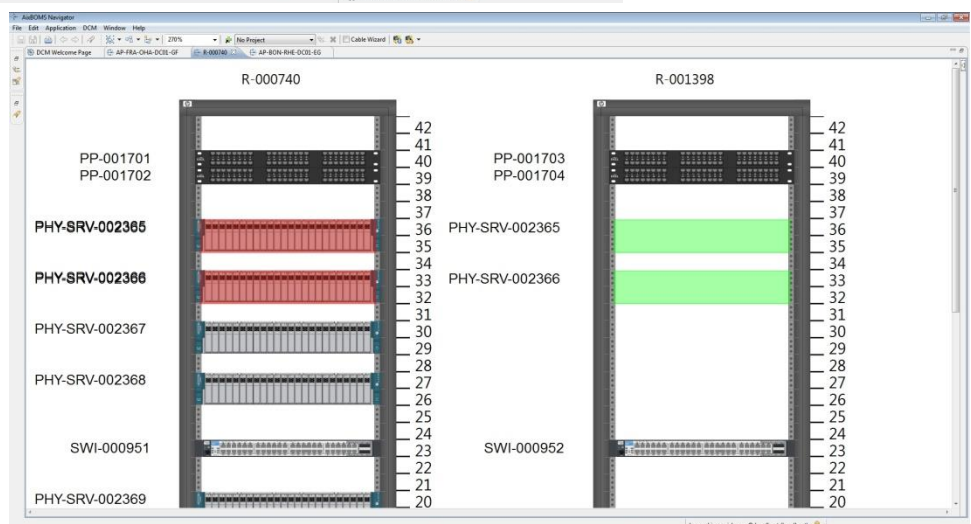 AixBOMS Navigator
File Edit Application DCM Window Help
270% No Project Cable Wizard
DCM Welcome Page AP-FRA-OHA-DC01-GF R-000740 AP-BON-RHE-DC01-EG
R-000740 R-001398
42 42
41 41
PP-001701 40 PP-001703 40
PP-001702 39 PP-001704 39
38 38
37 37
PHY-SRV-002365 36 PHY-SRV-002365 36
35 35
34 34
PHY-SRV-002366 33 PHY-SRV-002366 33
32 32
31 31
PHY-SRV-002367 30 30
29 29
28 28
PHY-SRV-002368 27 27
26 26
25 25
24 24
SWI-000951 23 SWI-000952 23
22 22
21 21
PHY-SRV-002369 20 20